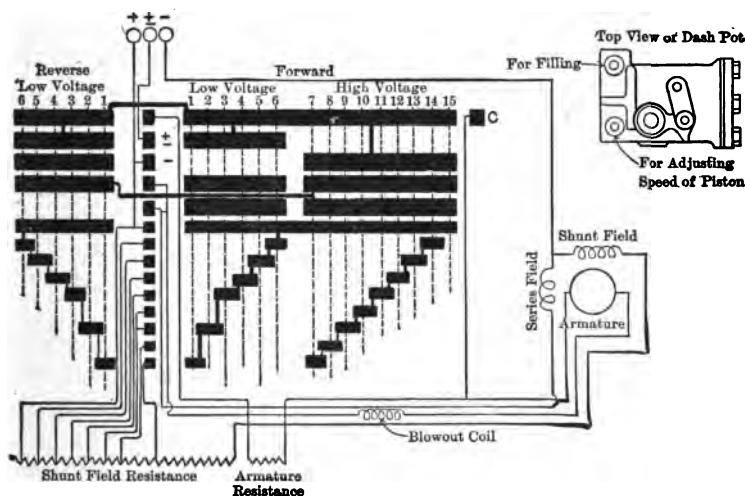 + ± −
Top View of Dash Pot
For Filling
For Adjusting
Speed of Piston
Reverse
Low Voltage
6 5 4 3 2 1
Forward
Low Voltage
1 2 3 4 5 6
High Voltage
7 8 9 10 11 12 13 14 15
C
±
−
Shunt Field
Series Field
Armature
Blowout Coil
Shunt Field Resistance
Armature
Resistance